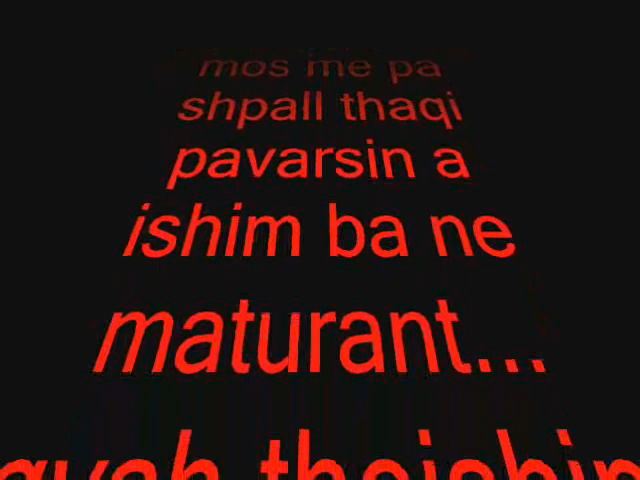 mos me pa
shpall thaqi
pavarsin a
ishim ba ne
maturant...